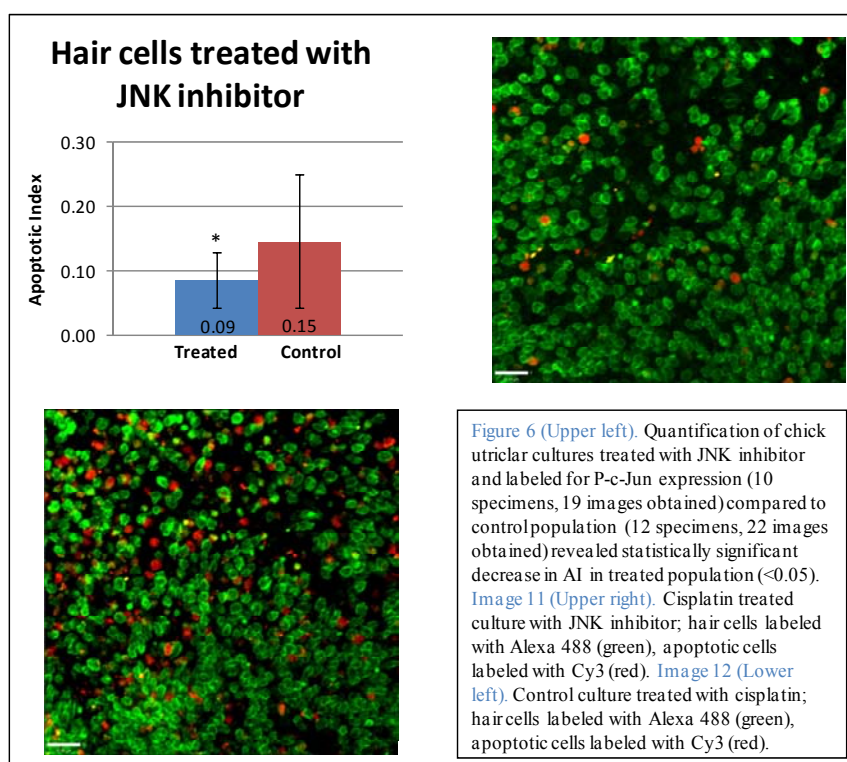 Hair cells treated with
JNK inhibitor
0.30
0.20
0.10
0.00
Apoptotic Index
*
0.09
0.15
Treated
Control
Figure 6 (Upper left). Quantification of chick
utriclar cultures treated with JNK inhibitor
and labeled for P-c-Jun expression (10
specimens, 19 images obtained) compared to
control population (12 specimens, 22 images
obtained) revealed statistically significant
decrease in AI in treated population (<0.05).
Image 11 (Upper right). Cisplatin treated
culture with JNK inhibitor; hair cells labeled
with Alexa 488 (green), apoptotic cells
labeled with Cy3 (red). Image 12 (Lower
left). Control culture treated with cisplatin;
hair cells labeled with Alexa 488 (green),
apoptotic cells labeled with Cy3 (red).